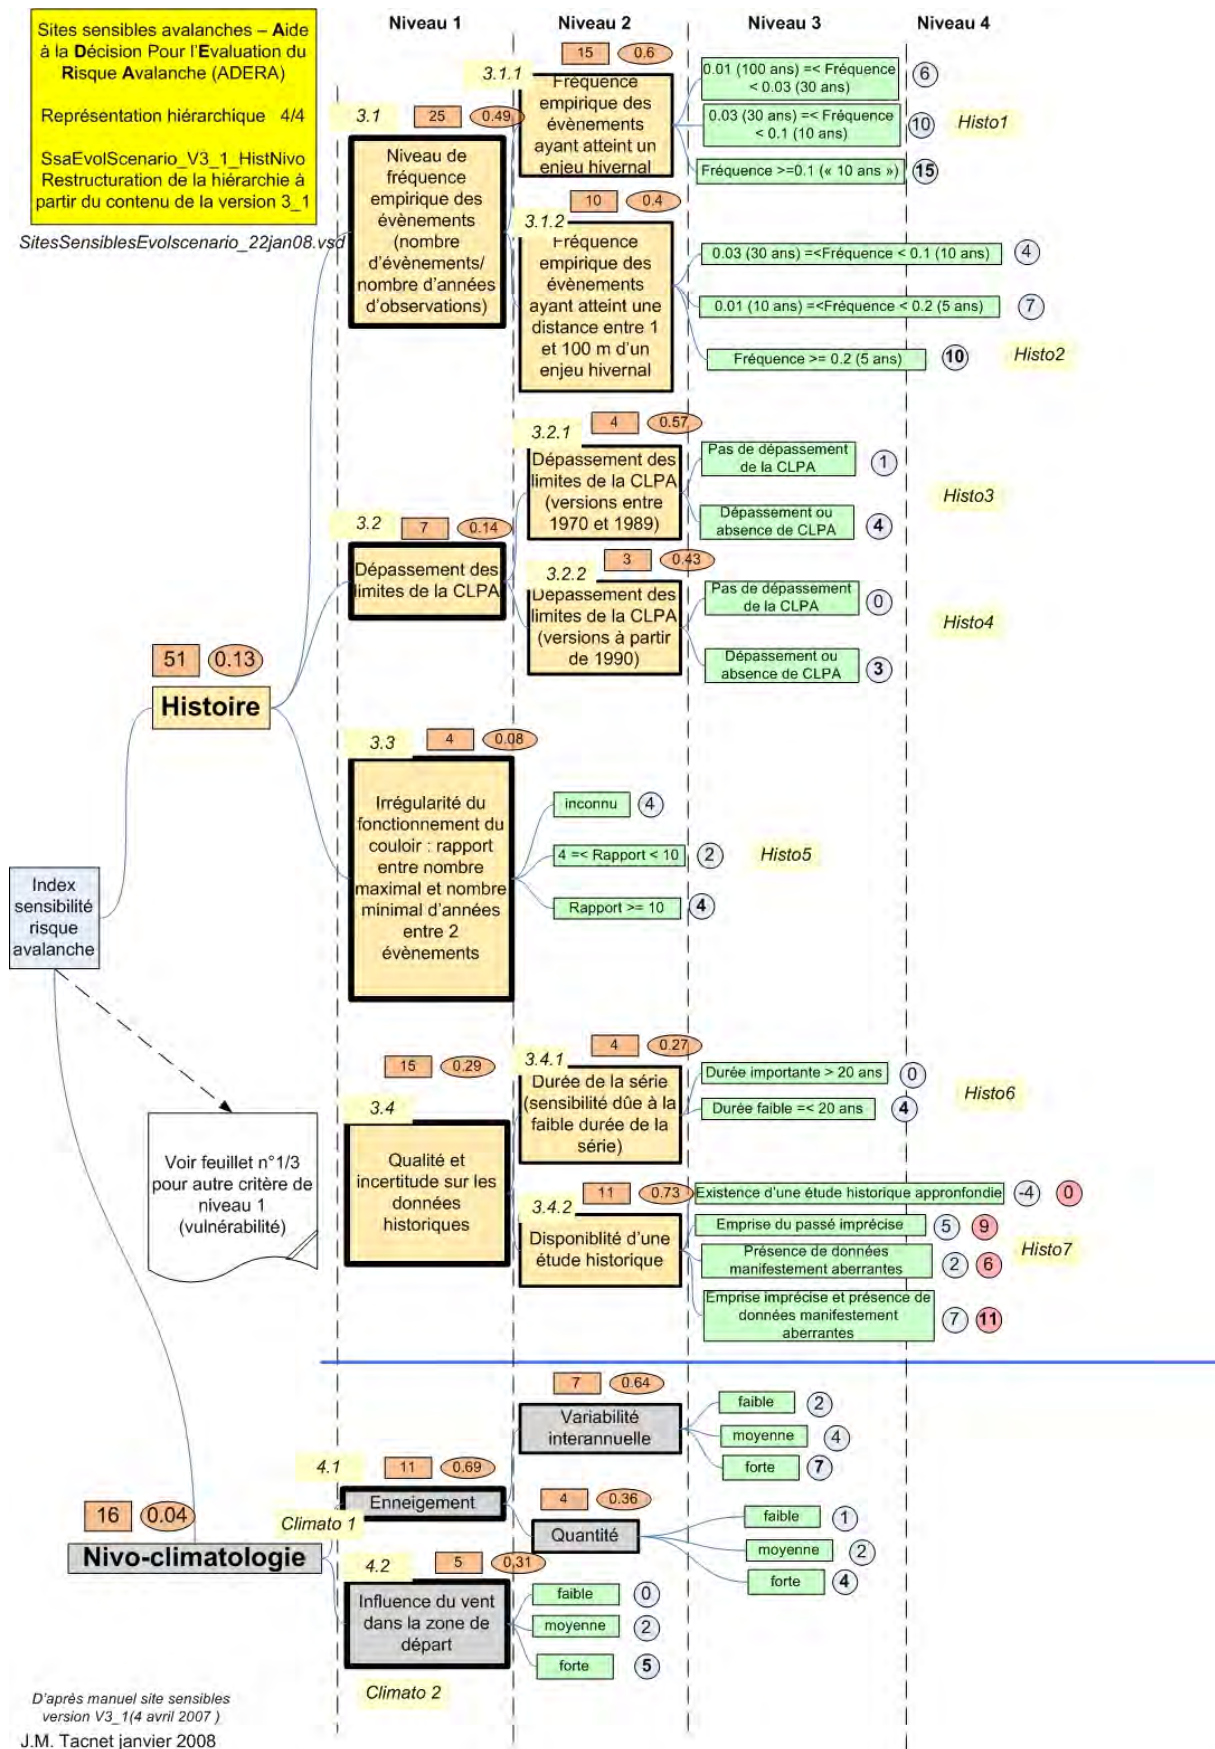 Sites sensibles avalanches – Aide
à la Décision Pour l'Evaluation du
Risque Avalanche (ADERA)
Représentation hiérarchique 4/4
SsaEvolScenario_V3_1_HistNivo
Restructuration de la hiérarchie à
partir du contenu de la version 3_1
SitesSensiblesEvolscenario_22jan08.vsd
Niveau 1
Niveau 2
Niveau 3
Niveau 4
3.1
25
0.49
Niveau de
fréquence
empirique des
évènements
(nombre
d'évènements/
nombre d'années
d'observations)
15
0.6
3.1.1
Fréquence
empirique des
évènements
ayant atteint un
enjeu hivernal
0.01 (100 ans) =< Fréquence
< 0.03 (30 ans)
6
0.03 (30 ans) =< Fréquence
< 0.1 (10 ans)
10
Histo1
Fréquence >=0.1 (« 10 ans »)
15
10
0.4
3.1.2
Fréquence
empirique des
évènements
ayant atteint une
distance entre 1
et 100 m d'un
enjeu hivernal
0.03 (30 ans) =<Fréquence < 0.1 (10 ans)
4
0.01 (10 ans) =<Fréquence < 0.2 (5 ans)
7
Fréquence >= 0.2 (5 ans)
10
Histo2
3.2
7
0.14
Dépassement des
limites de la CLPA
4
0.57
3.2.1
Dépassement des
limites de la CLPA
(versions entre
1970 et 1989)
Pas de dépassement
de la CLPA
1
Dépassement ou
absence de CLPA
4
Histo3
3
0.43
3.2.2
Dépassement des
limites de la CLPA
(versions à partir
de 1990)
Pas de dépassement
de la CLPA
0
Dépassement ou
absence de CLPA
3
Histo4
51
0.13
Histoire
3.3
4
0.08
Irrégularité du
fonctionnement du
couloir : rapport
entre nombre
maximal et nombre
minimal d'années
entre 2
évènements
inconnu
4
4 =< Rapport < 10
2
Histo5
Rapport >= 10
4
Index
sensibilité
risque
avalanche
15
0.29
3.4
Qualité et
incertitude sur les
données
historiques
4
0.27
3.4.1
Durée de la série
(sensibilité dûe à la
faible durée de la
série)
Durée importante > 20 ans
0
Durée faible =< 20 ans
4
Histo6
11
0.73
3.4.2
Disponiblité d'une
étude historique
Existence d'une étude historique appronfondie
-4
0
Emprise du passé imprécise
5
9
Présence de données
manifestement aberrantes
2
6
Histo7
Emprise imprécise et présence de
données manifestement
aberrantes
7
11
Voir feuillet n°1/3
pour autre critère de
niveau 1
(vulnérabilité)
16
0.04
Nivo-climatologie
4.1
11
0.69
Enneigement
Climato 1
7
0.64
Variabilité
interannuelle
faible
2
moyenne
4
forte
7
4
0.36
Quantité
faible
1
moyenne
2
forte
4
4.2
5
0.31
Influence du vent
dans la zone de
départ
faible
0
moyenne
2
forte
5
Climato 2
D'après manuel site sensibles
version V3_1(4 avril 2007 )
J.M. Tacnet janvier 2008